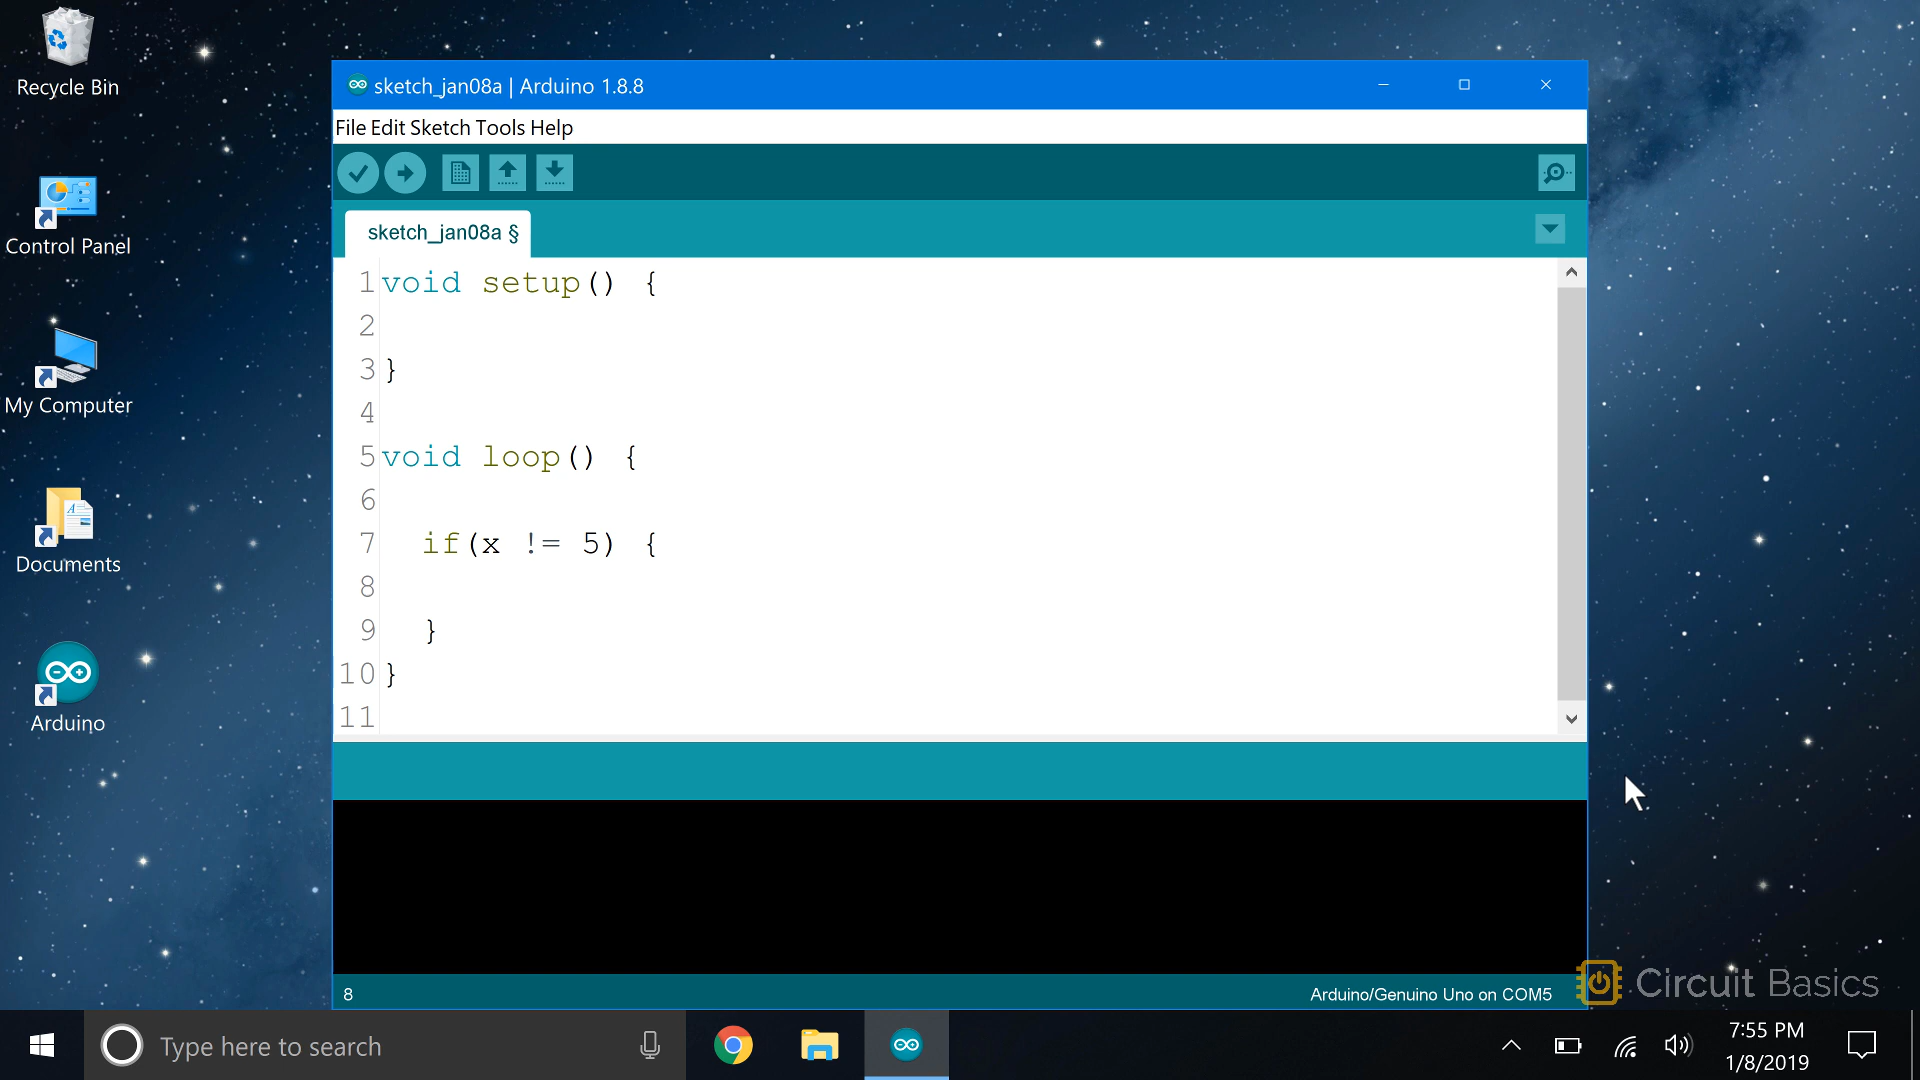 Recycle Bin
Control Panel
My Computer
Documents
Arduino
sketch_jan08a | Arduino 1.8.8
File Edit Sketch Tools Help
sketch_jan08a §
1 void setup() {
2
3 }
4
5 void loop() {
6
7 if(x != 5) {
8
9 }
10 }
11
8
Arduino/Genuino Uno on COM5
Circuit Basics
Type here to search
7:55 PM
1/8/2019